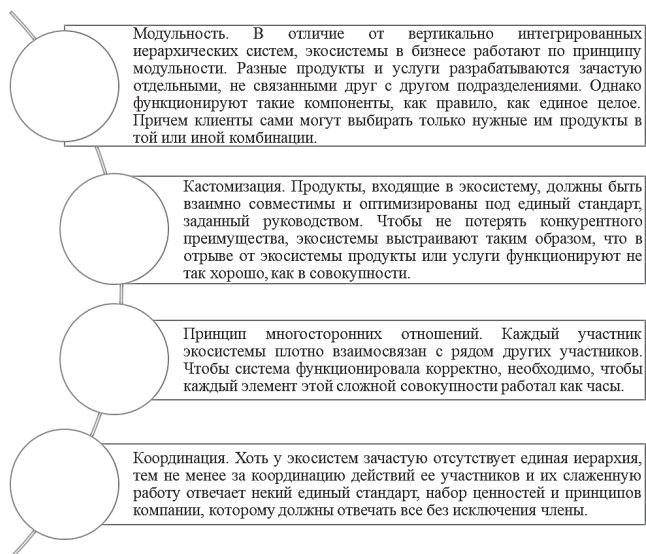 Модульность. В отличие от вертикально интегрированных
иерархических систем, экосистемы в бизнесе работают по принципу
модульности. Разные продукты и услуги разрабатываются зачастую
отдельными, не связанными друг с другом подразделениями. Однако
функционируют такие компоненты, как правило, как единое целое.
Причем клиенты сами могут выбирать только нужные им продукты в
той или иной комбинации.
Кастомизация. Продукты, входящие в экосистему, должны быть
взаимно совместимы и оптимизированы под единый стандарт,
заданный руководством. Чтобы не потерять конкурентного
преимущества, экосистемы выстраивают таким образом, что в
отрыве от экосистемы продукты или услуги функционируют не
так хорошо, как в совокупности.
Принцип многосторонних отношений. Каждый участник
экосистемы плотно взаимосвязан с рядом других участников.
Чтобы система функционировала корректно, необходимо, чтобы
каждый элемент этой сложной совокупности работал как часы.
Координация. Хоть у экосистем зачастую отсутствует единая иерархия,
тем не менее за координацию действий ее участников и их слаженную
работу отвечает некий единый стандарт, набор ценностей и принципов
компании, которому должны отвечать все без исключения члены.